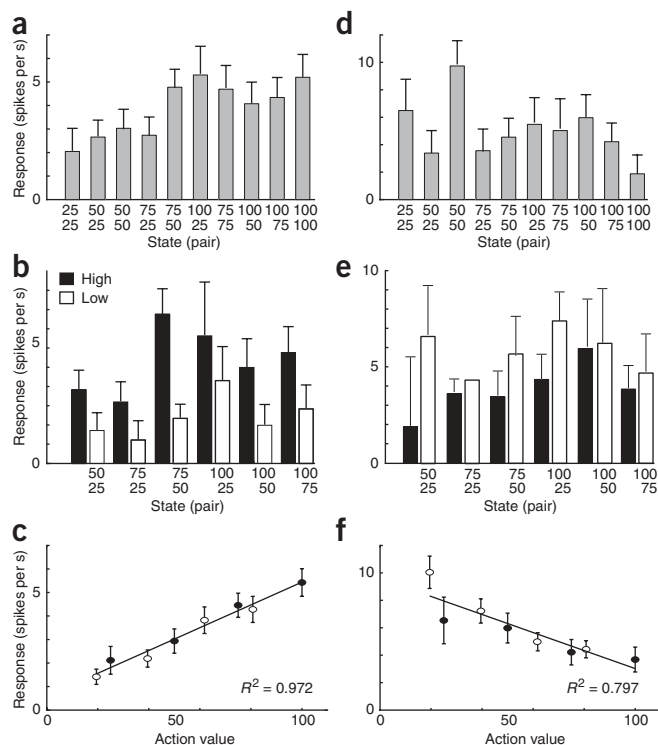 a
Response (spikes per s)
5
0
25 50 50 75 75 100 75 100 100 100
25 25 50 25 50 25 75 50 75 100
State (pair)
d
10
5
0
25 50 50 75 75 100 75 100 100 100
25 25 50 25 50 25 75 50 75 100
State (pair)
b
High
Low
Response (spikes per s)
5
0
50 75 75 100 100 100
25 25 50 25 50 75
State (pair)
e
10
5
0
50 75 75 100 100 100
25 25 50 25 50 75
State (pair)
c
Response (spikes per s)
5
0
R² = 0.972
0 50 100
Action value
f
10
5
0
R² = 0.797
0 50 100
Action value